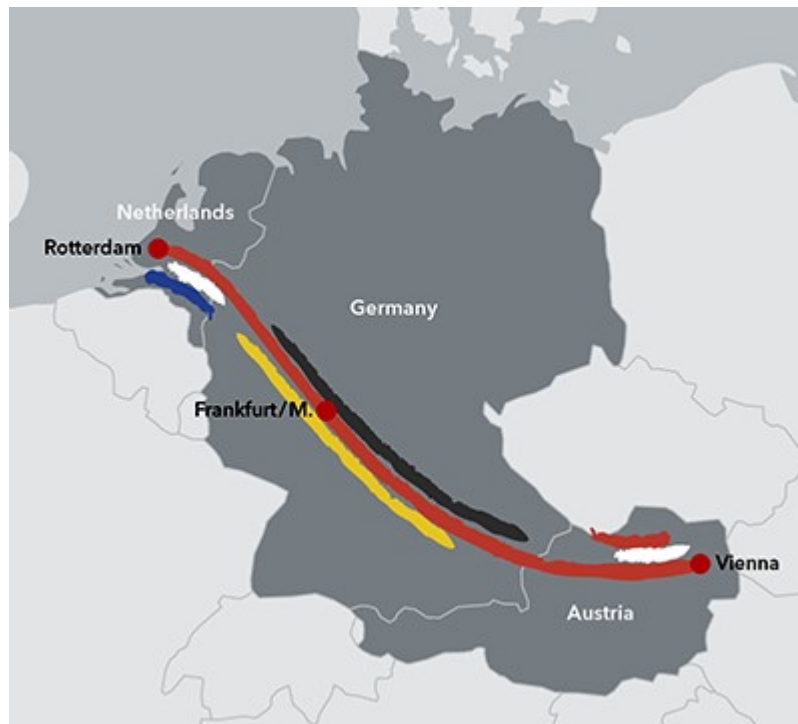 Netherlands
Rotterdam
Germany
Frankfurt/M.
Vienna
Austria